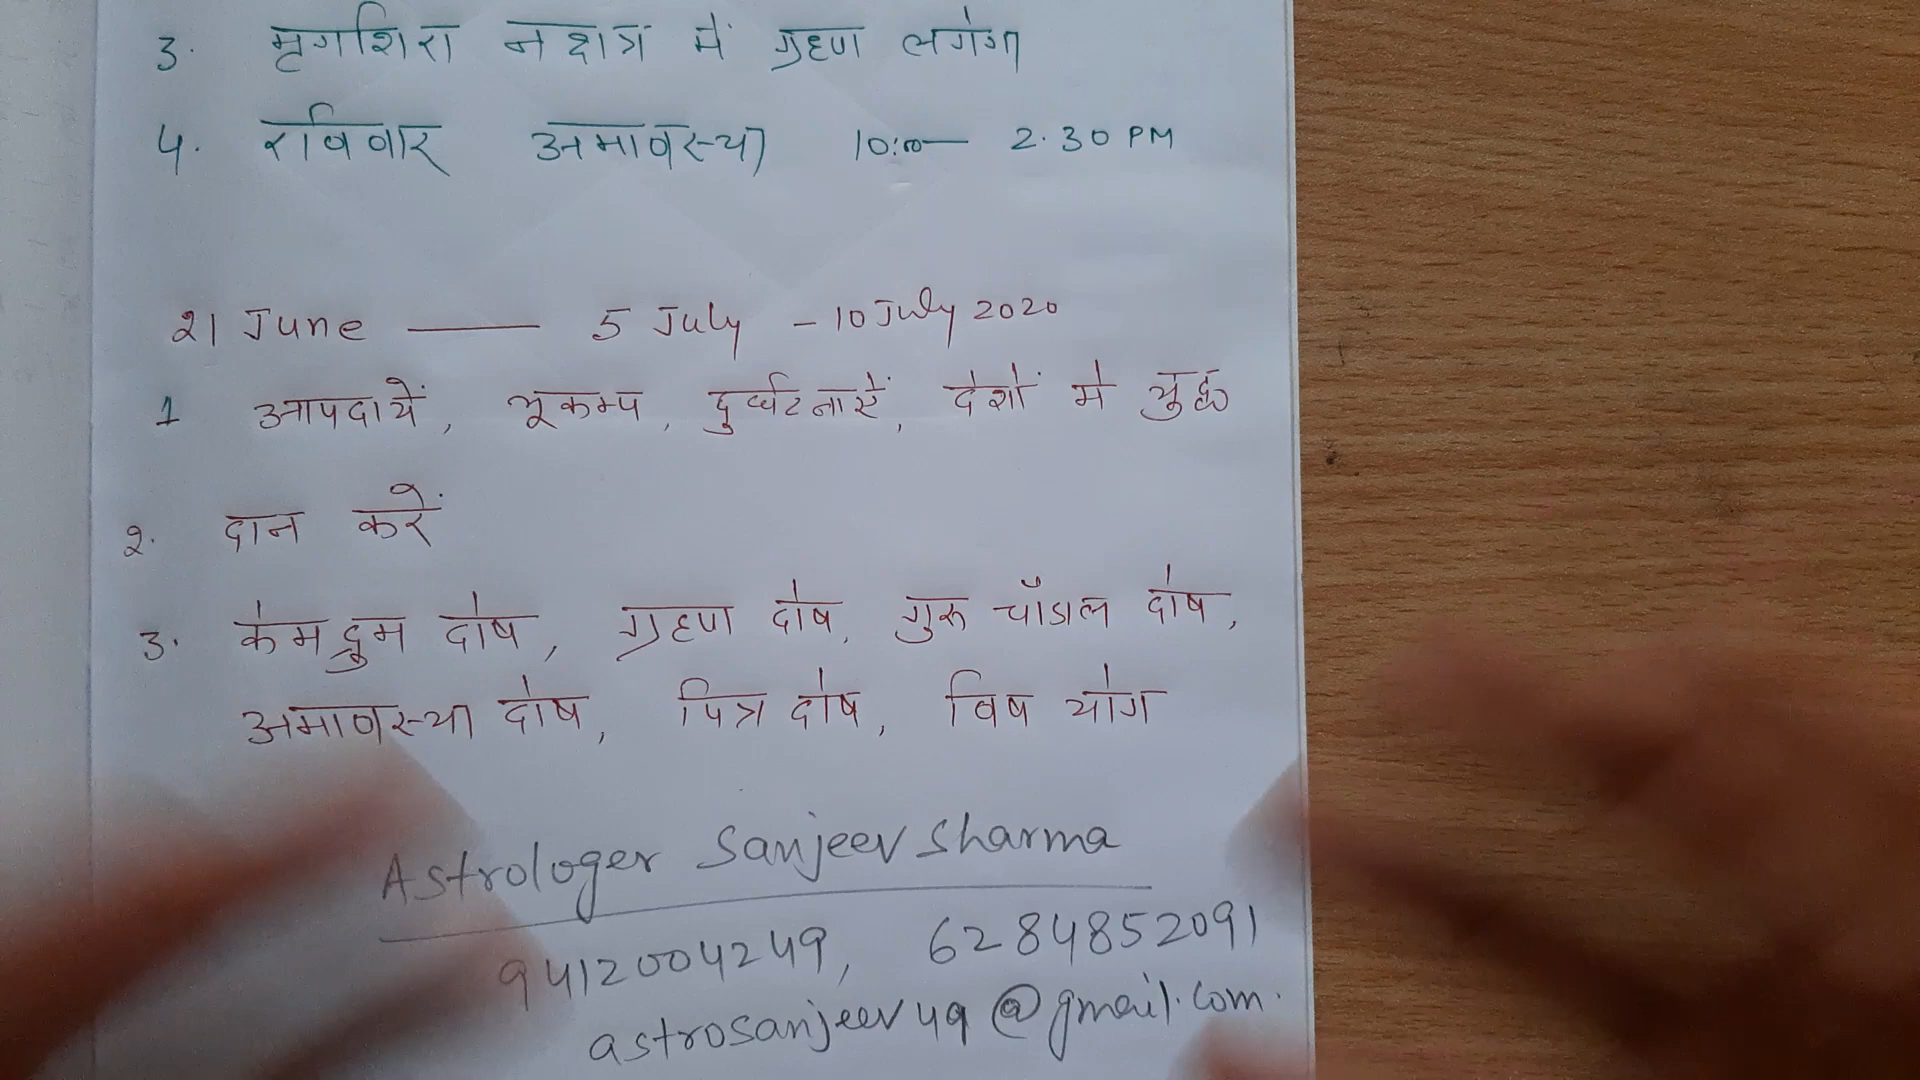 3. मृगशिरा नक्षत्र में ग्रहण लगेगा
4. रविवार अमावस्या 10:00— 2.30 PM
21 June —— 5 July - 10 July 2020
1 आपदायें, भूकम्प, दुर्घटनाऐं, देशों मे युद्ध
2. दान करें
3. केमद्रुम दोष, ग्रहण दोष, गुरू चाँडाल दोष,
अमावस्या दोष, पित्र दोष, विष योग
Astrologer Sanjeev Sharma
9412004249, 6284852091
astrosanjeev49@gmail.com.